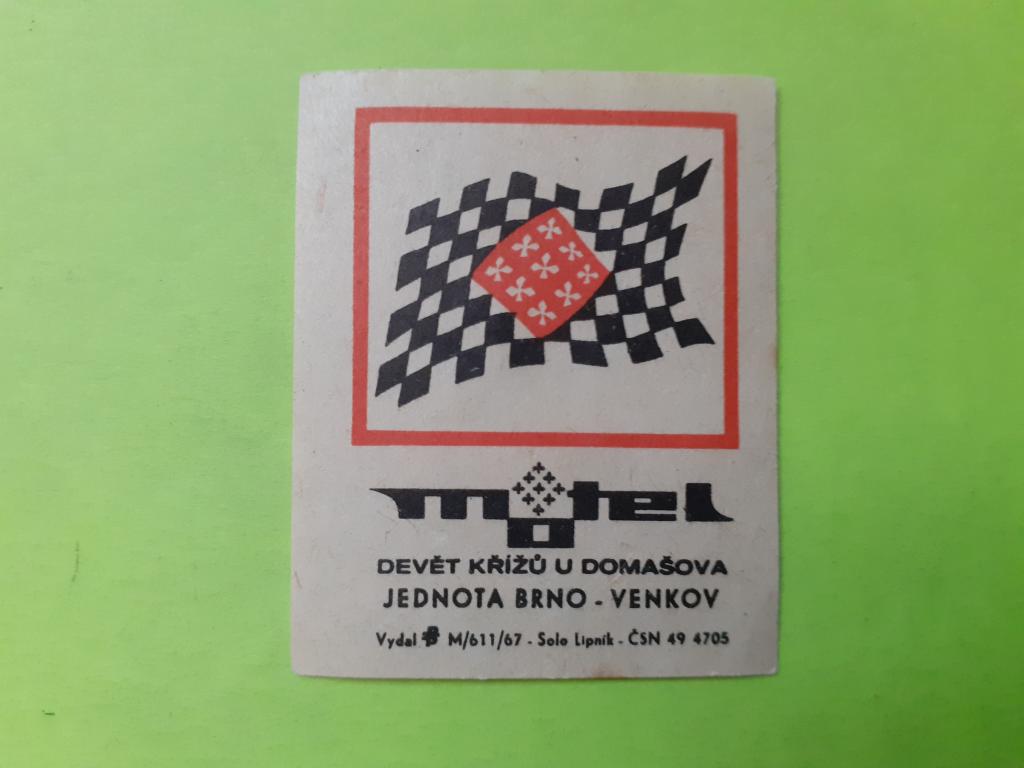 motel
DEVĚT KŘÍŽŮ U DOMAŠOVA
JEDNOTA BRNO - VENKOV
Vydal M/611/67 - Solo Lipník - ČSN 49 4705